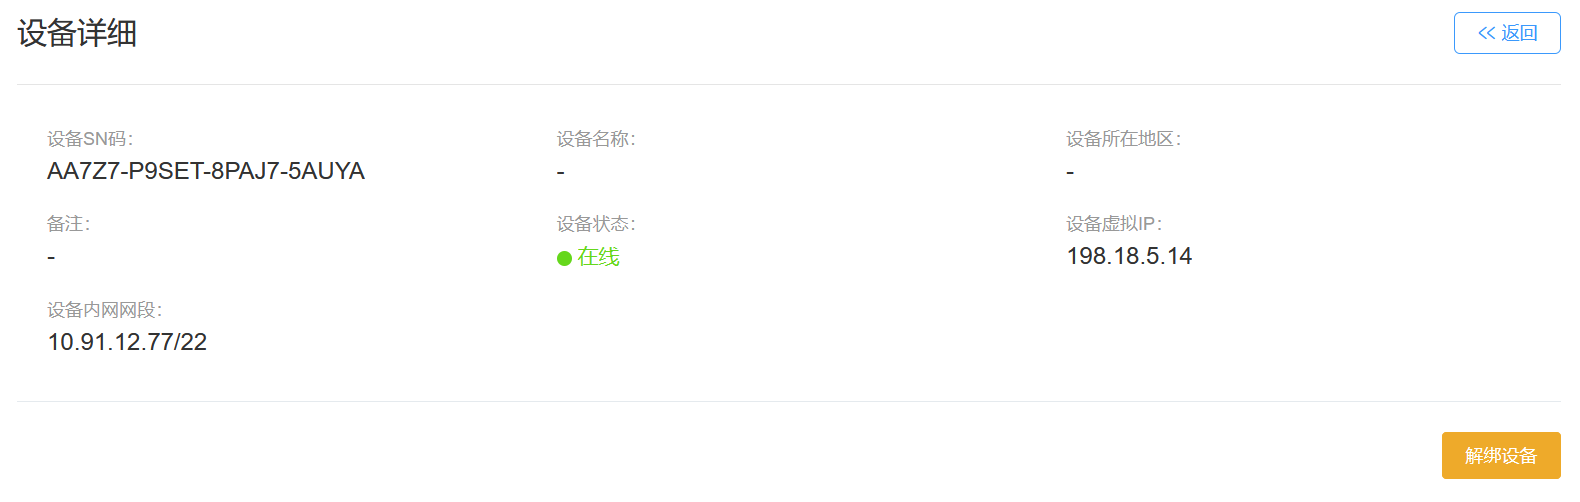 设备详细
返回
设备SN码：
AA7Z7-P9SET-8PAJ7-5AUYA
设备名称：
-
设备所在地区：
-
备注：
-
设备状态：
在线
设备虚拟IP：
198.18.5.14
设备内网网段：
10.91.12.77/22
解绑设备